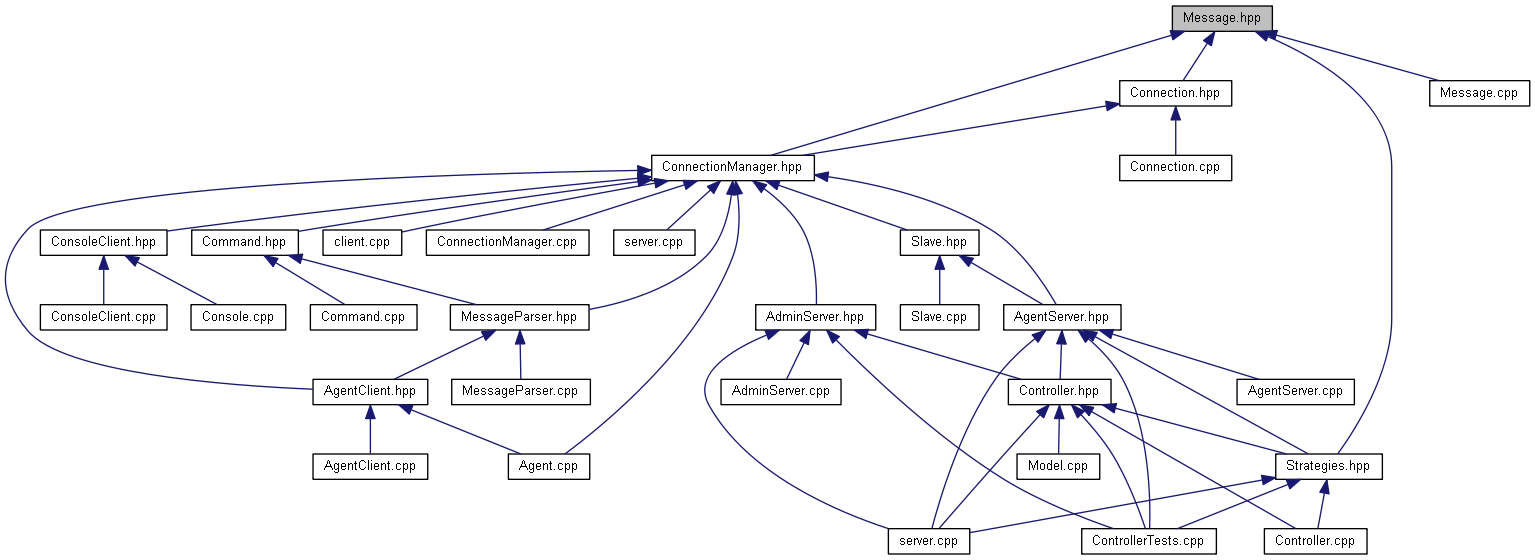 Message.hpp
Connection.hpp
Message.cpp
ConnectionManager.hpp
Connection.cpp
ConsoleClient.hpp
Command.hpp
client.cpp
ConnectionManager.cpp
server.cpp
Slave.hpp
ConsoleClient.cpp
Console.cpp
Command.cpp
MessageParser.hpp
AdminServer.hpp
Slave.cpp
AgentServer.hpp
AgentClient.hpp
MessageParser.cpp
AdminServer.cpp
Controller.hpp
AgentServer.cpp
AgentClient.cpp
Agent.cpp
Model.cpp
Strategies.hpp
server.cpp
ControllerTests.cpp
Controller.cpp